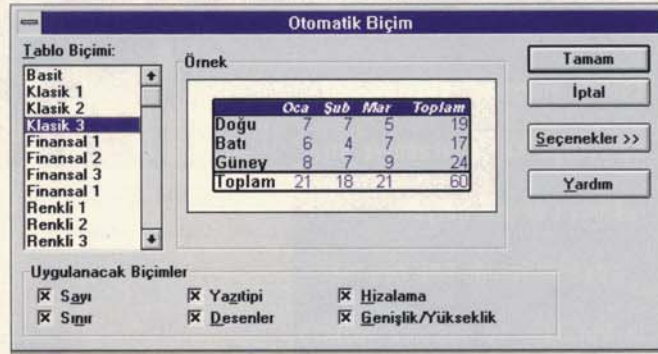 Otomatik Biçim
Tablo Biçimi:
Basit
Klasik 1
Klasik 2
Klasik 3
Finansal 1
Finansal 2
Finansal 3
Finansal 1
Renkli 1
Renkli 2
Renkli 3
Örnek
Oca Şub Mar Toplam
Doğu 7 7 5 19
Batı 6 4 7 17
Güney 8 7 9 24
Toplam 21 18 21 60
Tamam
İptal
Seçenekler >>
Yardım
Uygulanacak Biçimler
Sayı Yazıtipi Hizalama
Sınır Desenler Genişlik/Yükseklik